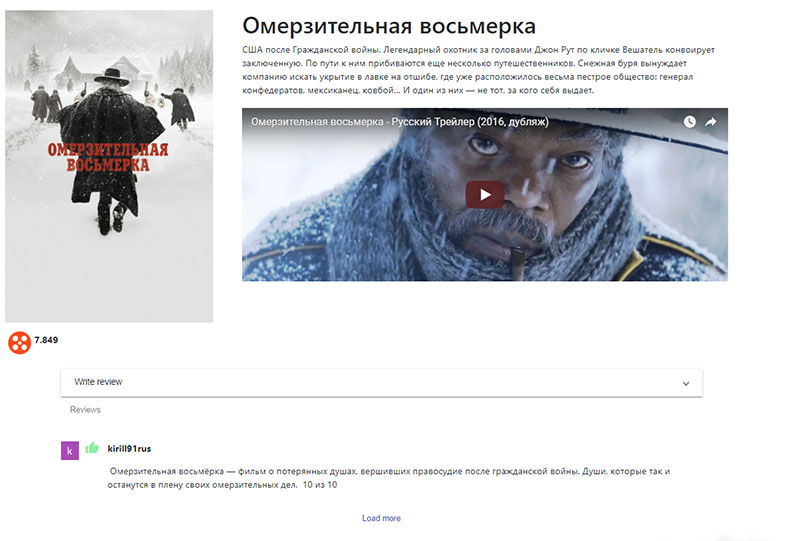 Омерзительная восьмерка
США после Гражданской войны. Легендарный охотник за головами Джон Рут по кличке Вешатель конвоирует
заключенную. По пути к ним прибиваются еще несколько путешественников. Снежная буря вынуждает
компанию искать укрытие в лавке на отшибе, где уже расположилось весьма пестрое общество: генерал
конфедератов, мексиканец, ковбой… И один из них — не тот, за кого себя выдает.
Омерзительная восьмерка - Русский Трейлер (2016, дубляж)
ОМЕРЗИТЕЛЬНАЯ
ВОСЬМЕРКА
7.849
Write review
Reviews
k
kirill91rus
Омерзительная восьмёрка — фильм о потерянных душах, вершивших правосудие после гражданской войны. Души, которые так и
останутся в плену своих омерзительных дел. 10 из 10
Load more